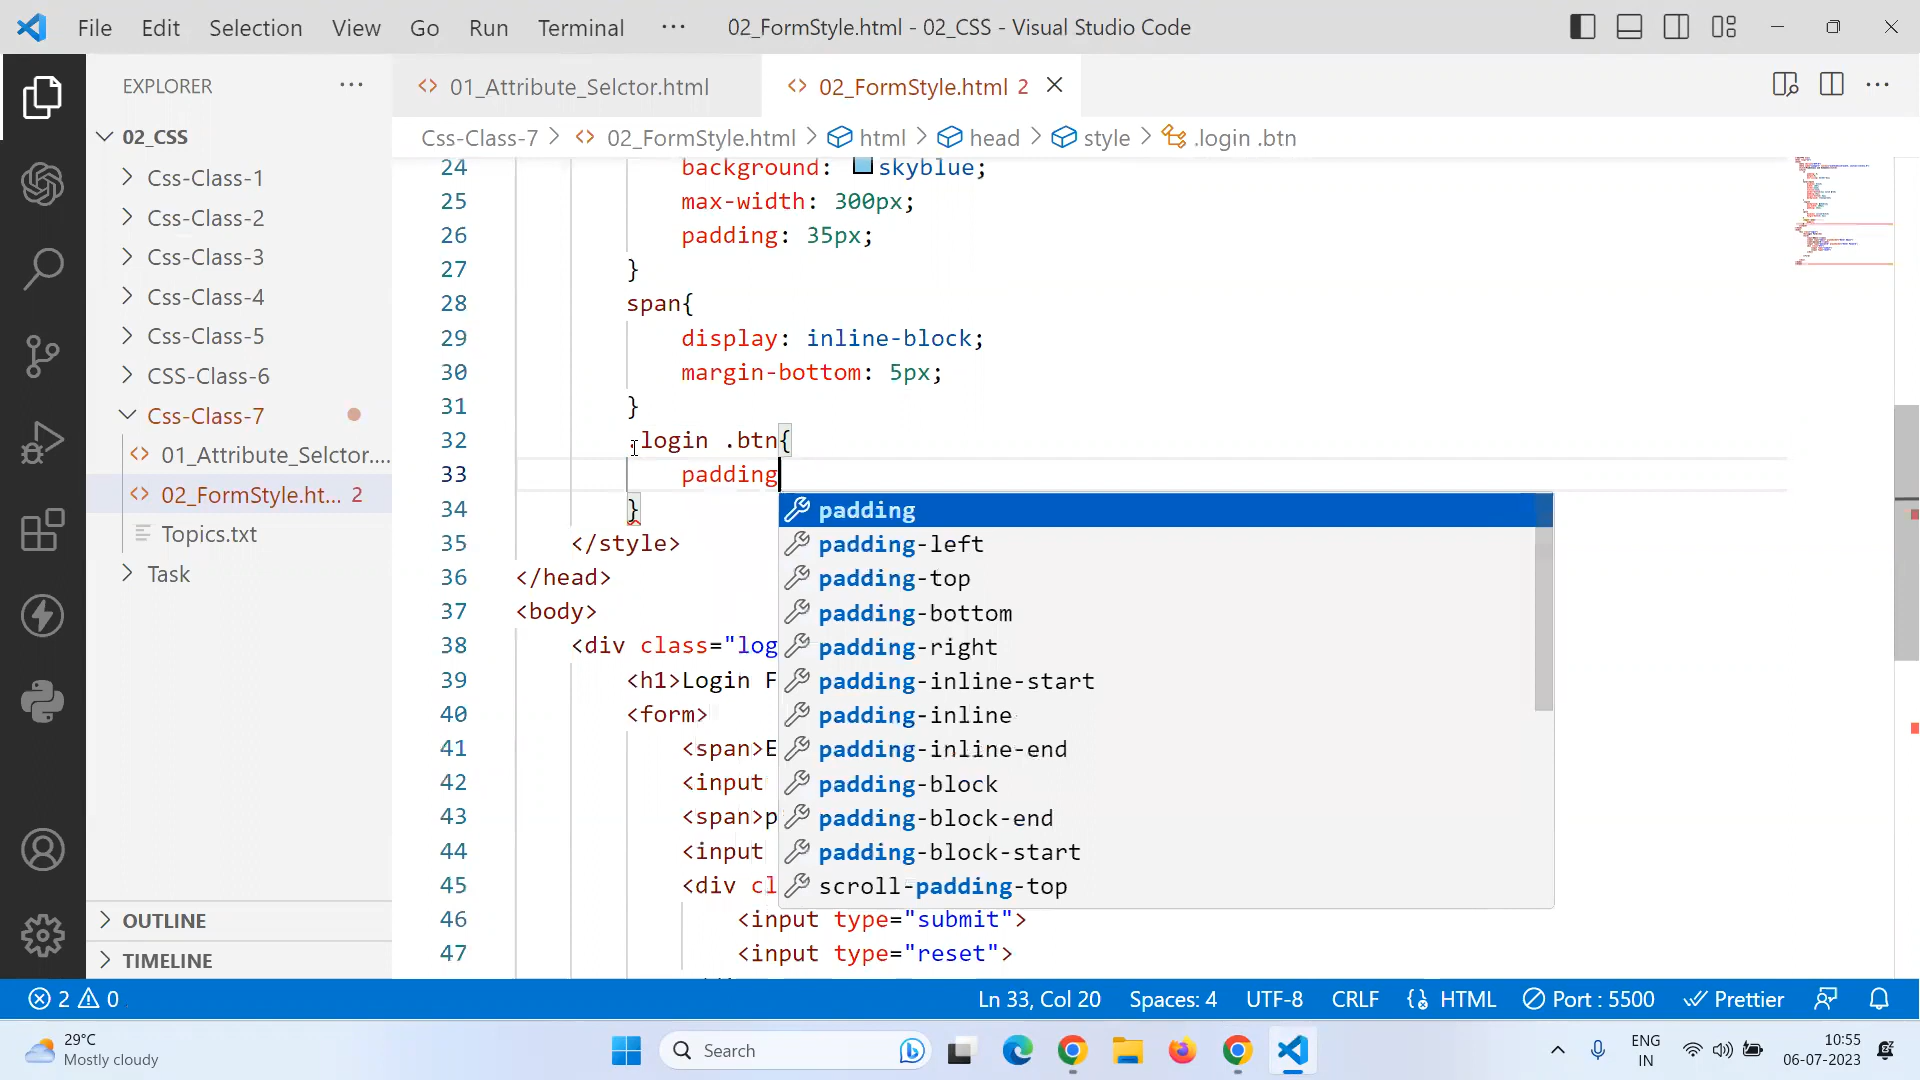 File Edit Selection View Go Run Terminal ··· 02_FormStyle.html - 02_CSS - Visual Studio Code
EXPLORER ···
01_Attribute_Selctor.html
02_FormStyle.html 2
02_CSS
Css-Class-1
Css-Class-2
Css-Class-3
Css-Class-4
Css-Class-5
CSS-Class-6
Css-Class-7
01_Attribute_Selctor....
02_FormStyle.ht... 2
Topics.txt
Task
OUTLINE
TIMELINE
Css-Class-7 > 02_FormStyle.html > html > head > style > .login .btn
24 background: skyblue;
25 max-width: 300px;
26 padding: 35px;
27 }
28 span{
29 display: inline-block;
30 margin-bottom: 5px;
31 }
32 .login .btn{
33 padding
34 }
35 </style>
36 </head>
37 <body>
38 <div class="log
39 <h1>Login F
40 <form>
41 <span>E
42 <input
43 <span>p
44 <input
45 <div cl
46 <input type="submit">
47 <input type="reset">
padding
padding-left
padding-top
padding-bottom
padding-right
padding-inline-start
padding-inline
padding-inline-end
padding-block
padding-block-end
padding-block-start
scroll-padding-top
2 0 Ln 33, Col 20 Spaces: 4 UTF-8 CRLF HTML Port : 5500 Prettier
29°C
Mostly cloudy
Search
ENG
IN
10:55
06-07-2023